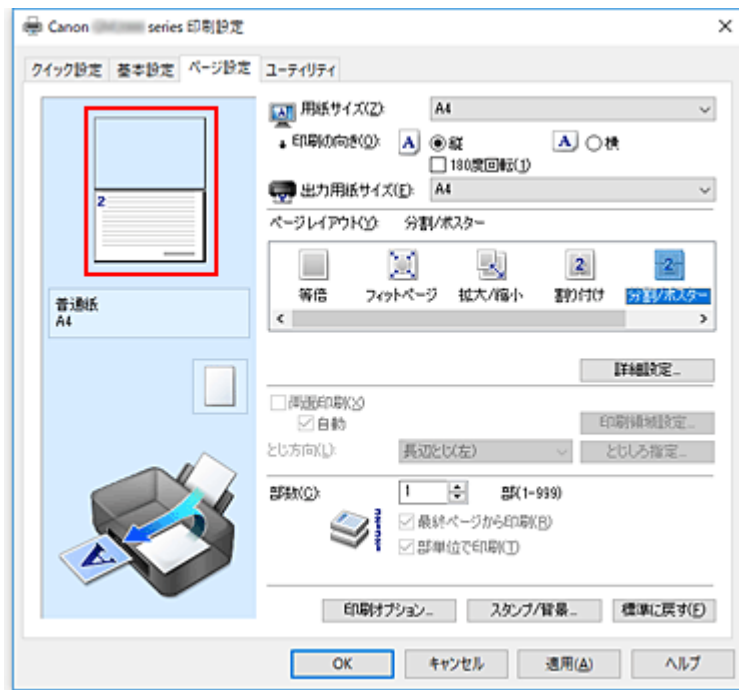 Canon series 印刷設定
クイック設定 基本設定 ページ設定 ユーティリティ
用紙サイズ(Z): A4
印刷の向き(O): A 縦 A 横
180度回転(1)
出力用紙サイズ(E): A4
ページレイアウト(Y): 分割/ポスター
2 2
等倍 フィットページ 拡大/縮小 割り付け 分割/ポスター
2
普通紙
A4
詳細設定...
両面印刷(X)
自動 印刷領域設定...
とじ方向(L): 長辺とじ(左) とじしろ指定...
部数(C): 1 部(1-999)
最終ページから印刷(R)
部単位で印刷(T)
A
印刷オプション... スタンプ/背景... 標準に戻す(F)
OK キャンセル 適用(A) ヘルプ